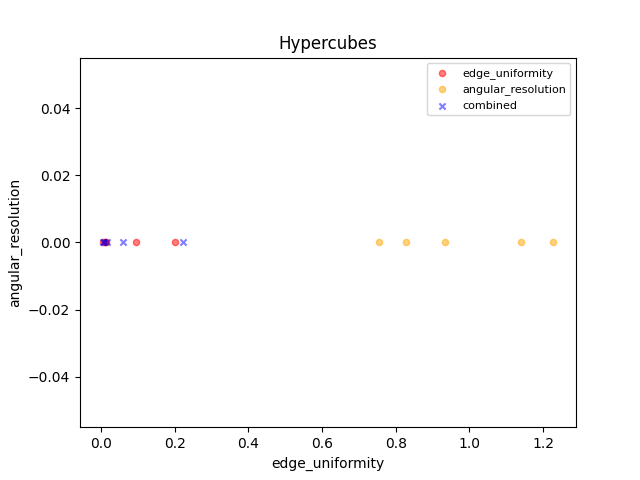 Hypercubes
edge_uniformity
angular_resolution
combined
0.04
0.02
0.00
−0.02
−0.04
angular_resolution
0.0 0.2 0.4 0.6 0.8 1.0 1.2
edge_uniformity